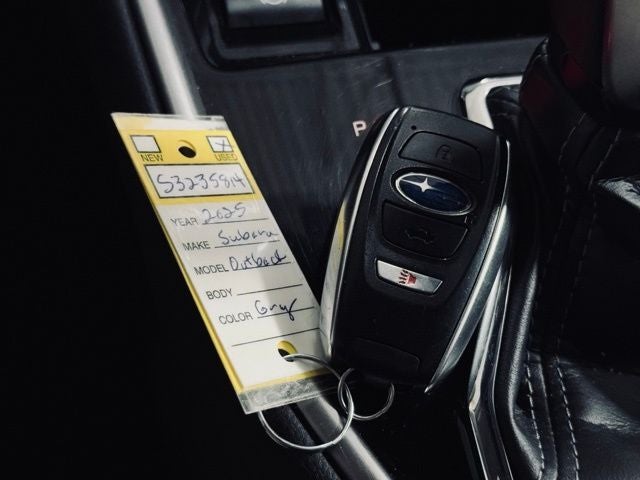 NEW USED
S3235814
YEAR 2025
MAKE Subaru
MODEL Outback
BODY
COLOR Gray
P